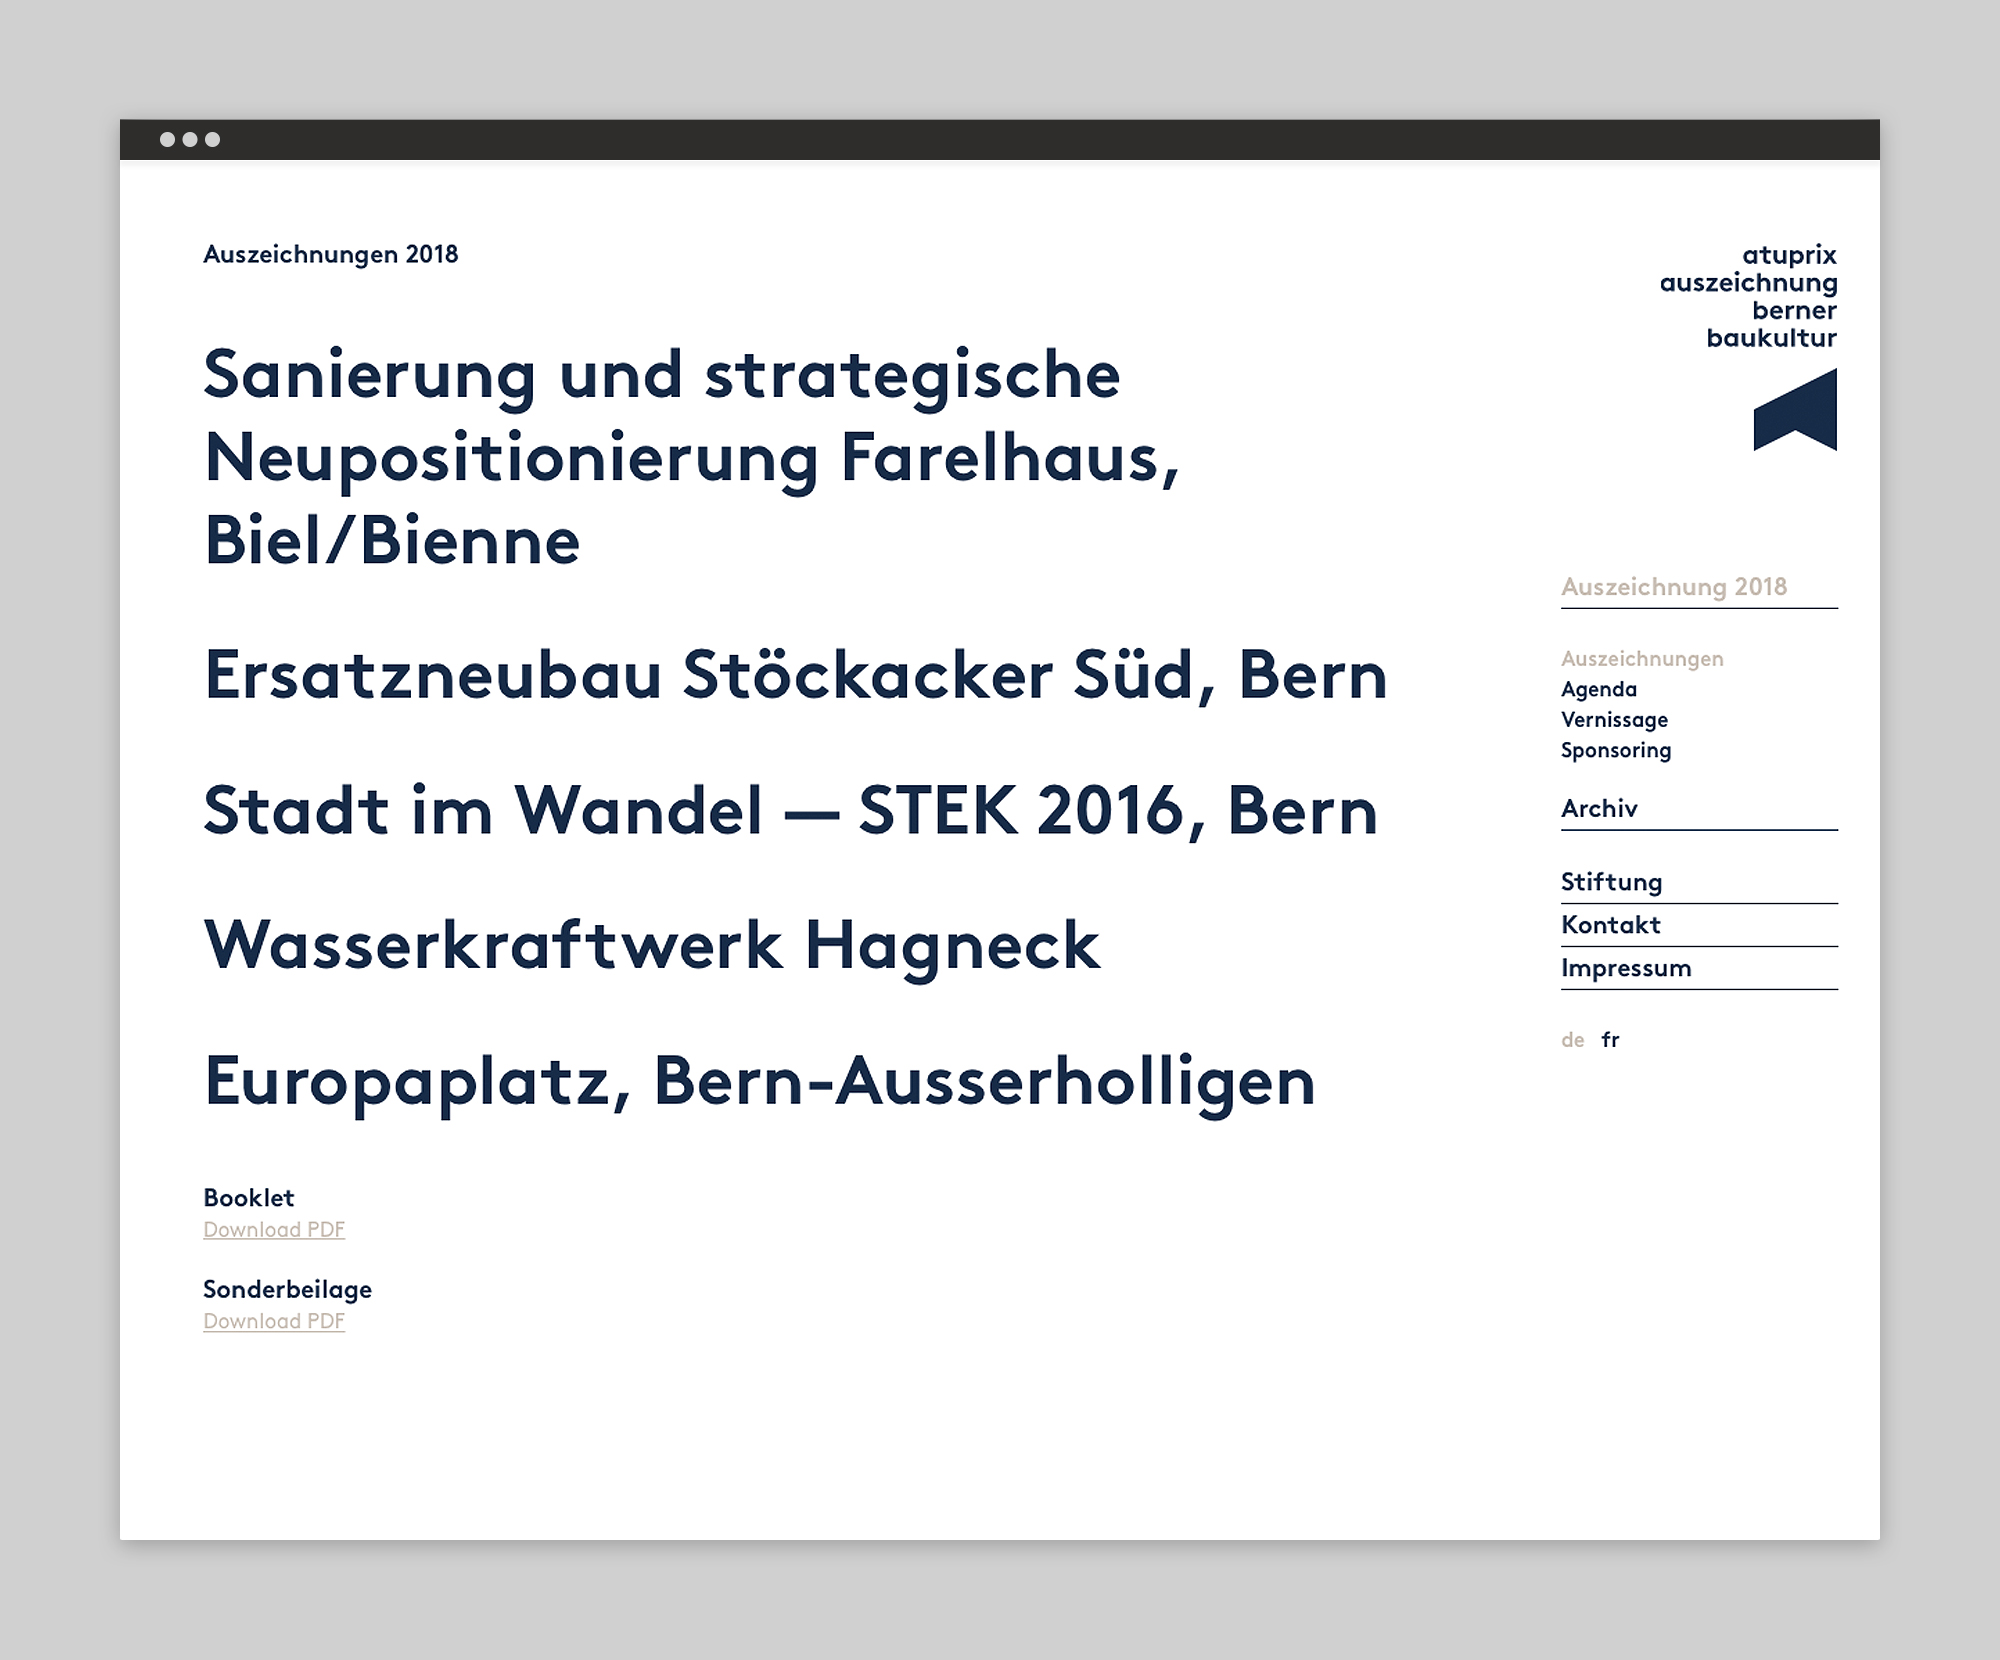 Auszeichnungen 2018
Sanierung und strategische
Neupositionierung Farelhaus,
Biel/Bienne
Ersatzneubau Stöckacker Süd, Bern
Stadt im Wandel — STEK 2016, Bern
Wasserkraftwerk Hagneck
Europaplatz, Bern-Ausserholligen
Booklet
Download PDF
Sonderbeilage
Download PDF
atuprix
auszeichnung
berner
baukultur
Auszeichnung 2018
Auszeichnungen
Agenda
Vernissage
Sponsoring
Archiv
Stiftung
Kontakt
Impressum
de fr